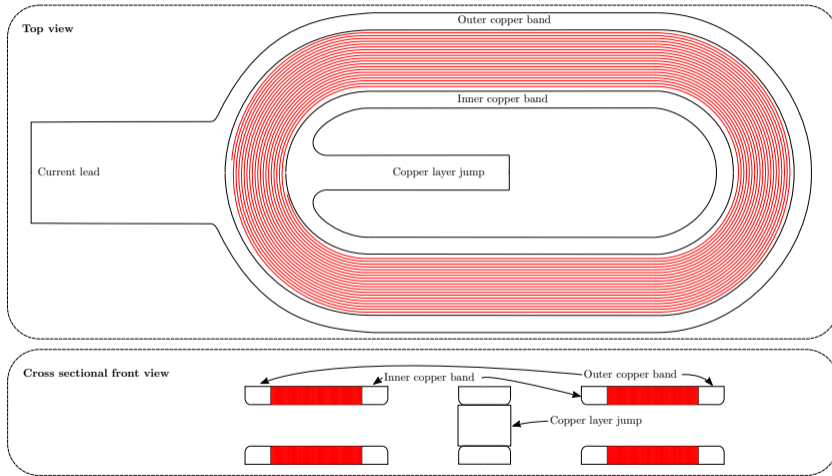 Top view
Outer copper band
Inner copper band
Current lead
Copper layer jump
Cross sectional front view
Inner copper band
Outer copper band
Copper layer jump